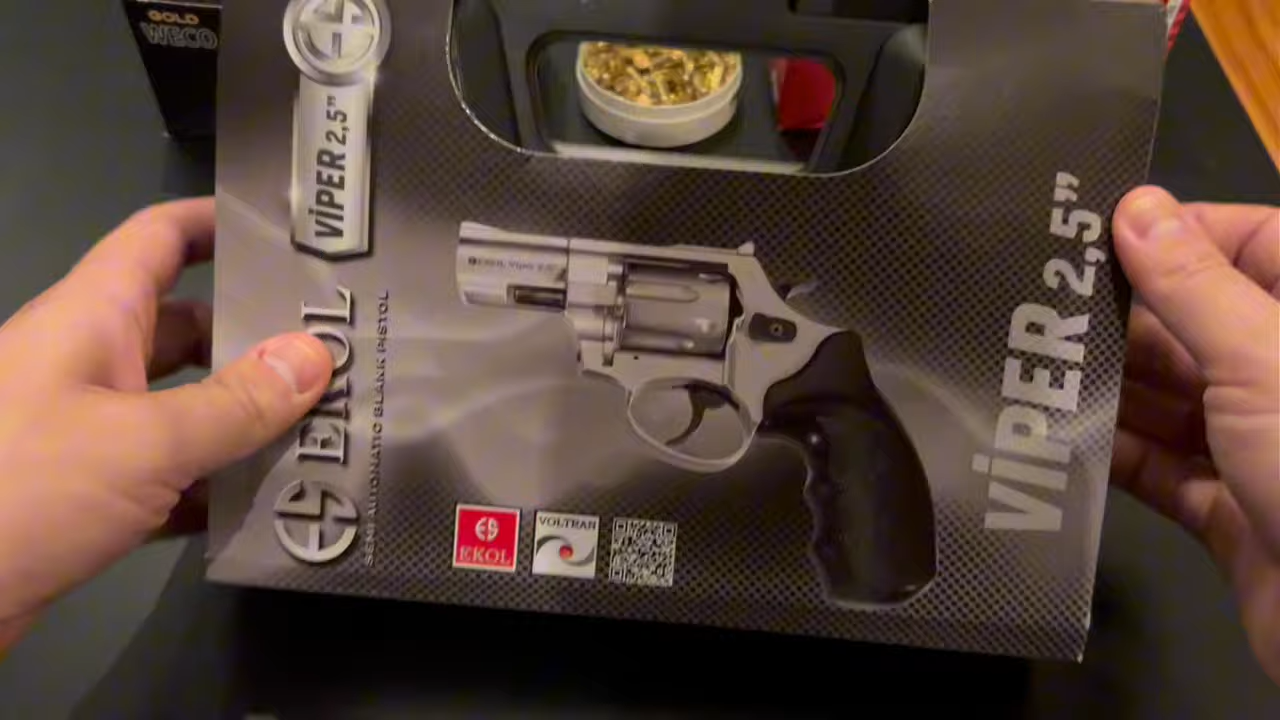 GOLD
WECO
VİPER 2,5”
EKOL
SEMI AUTOMATIC BLANK PISTOL
EKOL Viper 2.5"
VİPER 2,5”
EKOL
VOLTRAN